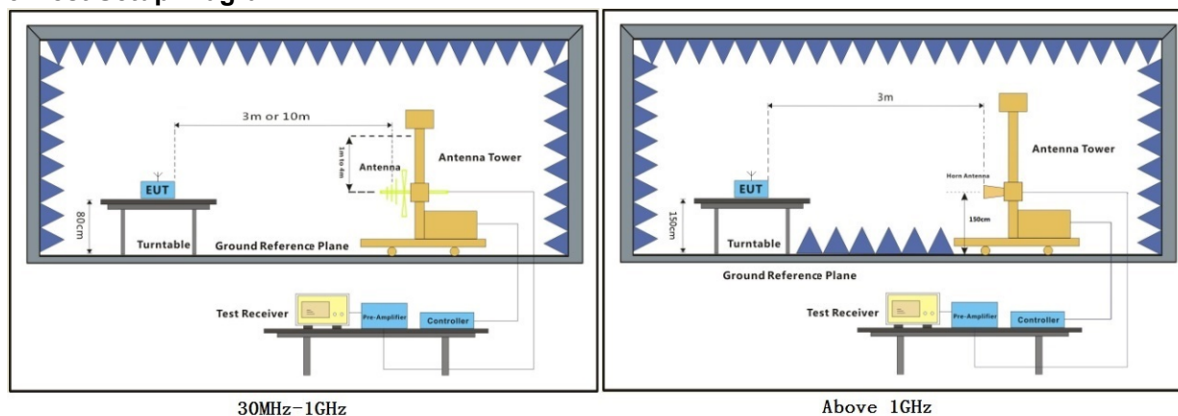 3m or 10m
1m to 4m
Antenna
Antenna Tower
EUT
80cm
Turntable
Ground Reference Plane
Test Receiver
Pre-Amplifier
Controller
30MHz-1GHz
3m
Antenna Tower
Horn Antenna
EUT
150cm
150cm
Turntable
Ground Reference Plane
Test Receiver
Pre-Amplifier
Controller
Above 1GHz